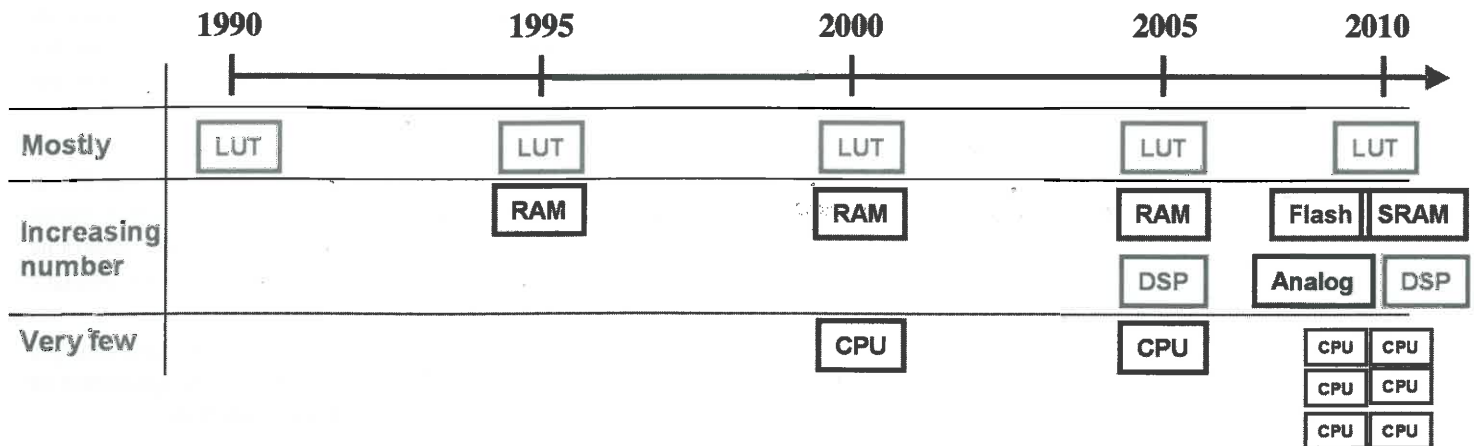 1990 1995 2000 2005 2010
Mostly LUT LUT LUT LUT LUT
RAM RAM RAM Flash SRAM
Increasing
number
DSP Analog DSP
Very few CPU CPU CPU CPU
CPU CPU
CPU CPU